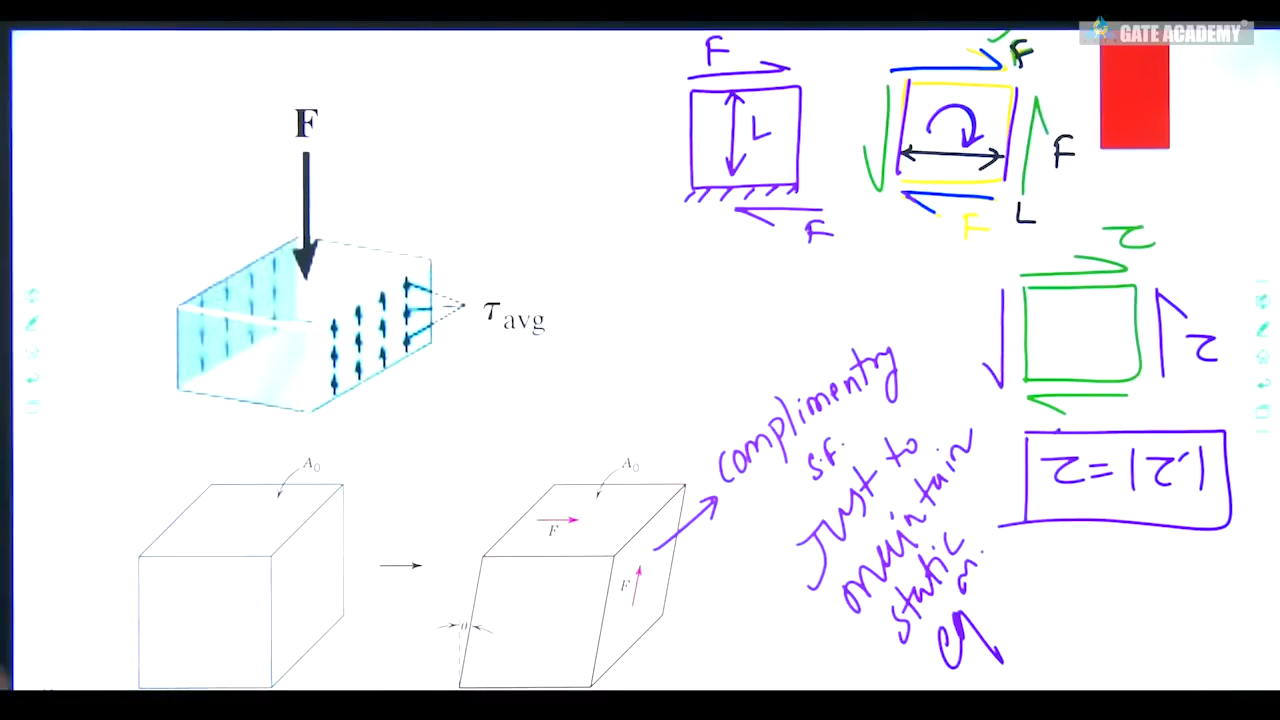 GATE ACADEMY
F
τavg
A0
A0
F
F
θ
F
L
F
F
F
F
L
τ
τ
complimentry
s.f.
Just to
maintain
static
eq